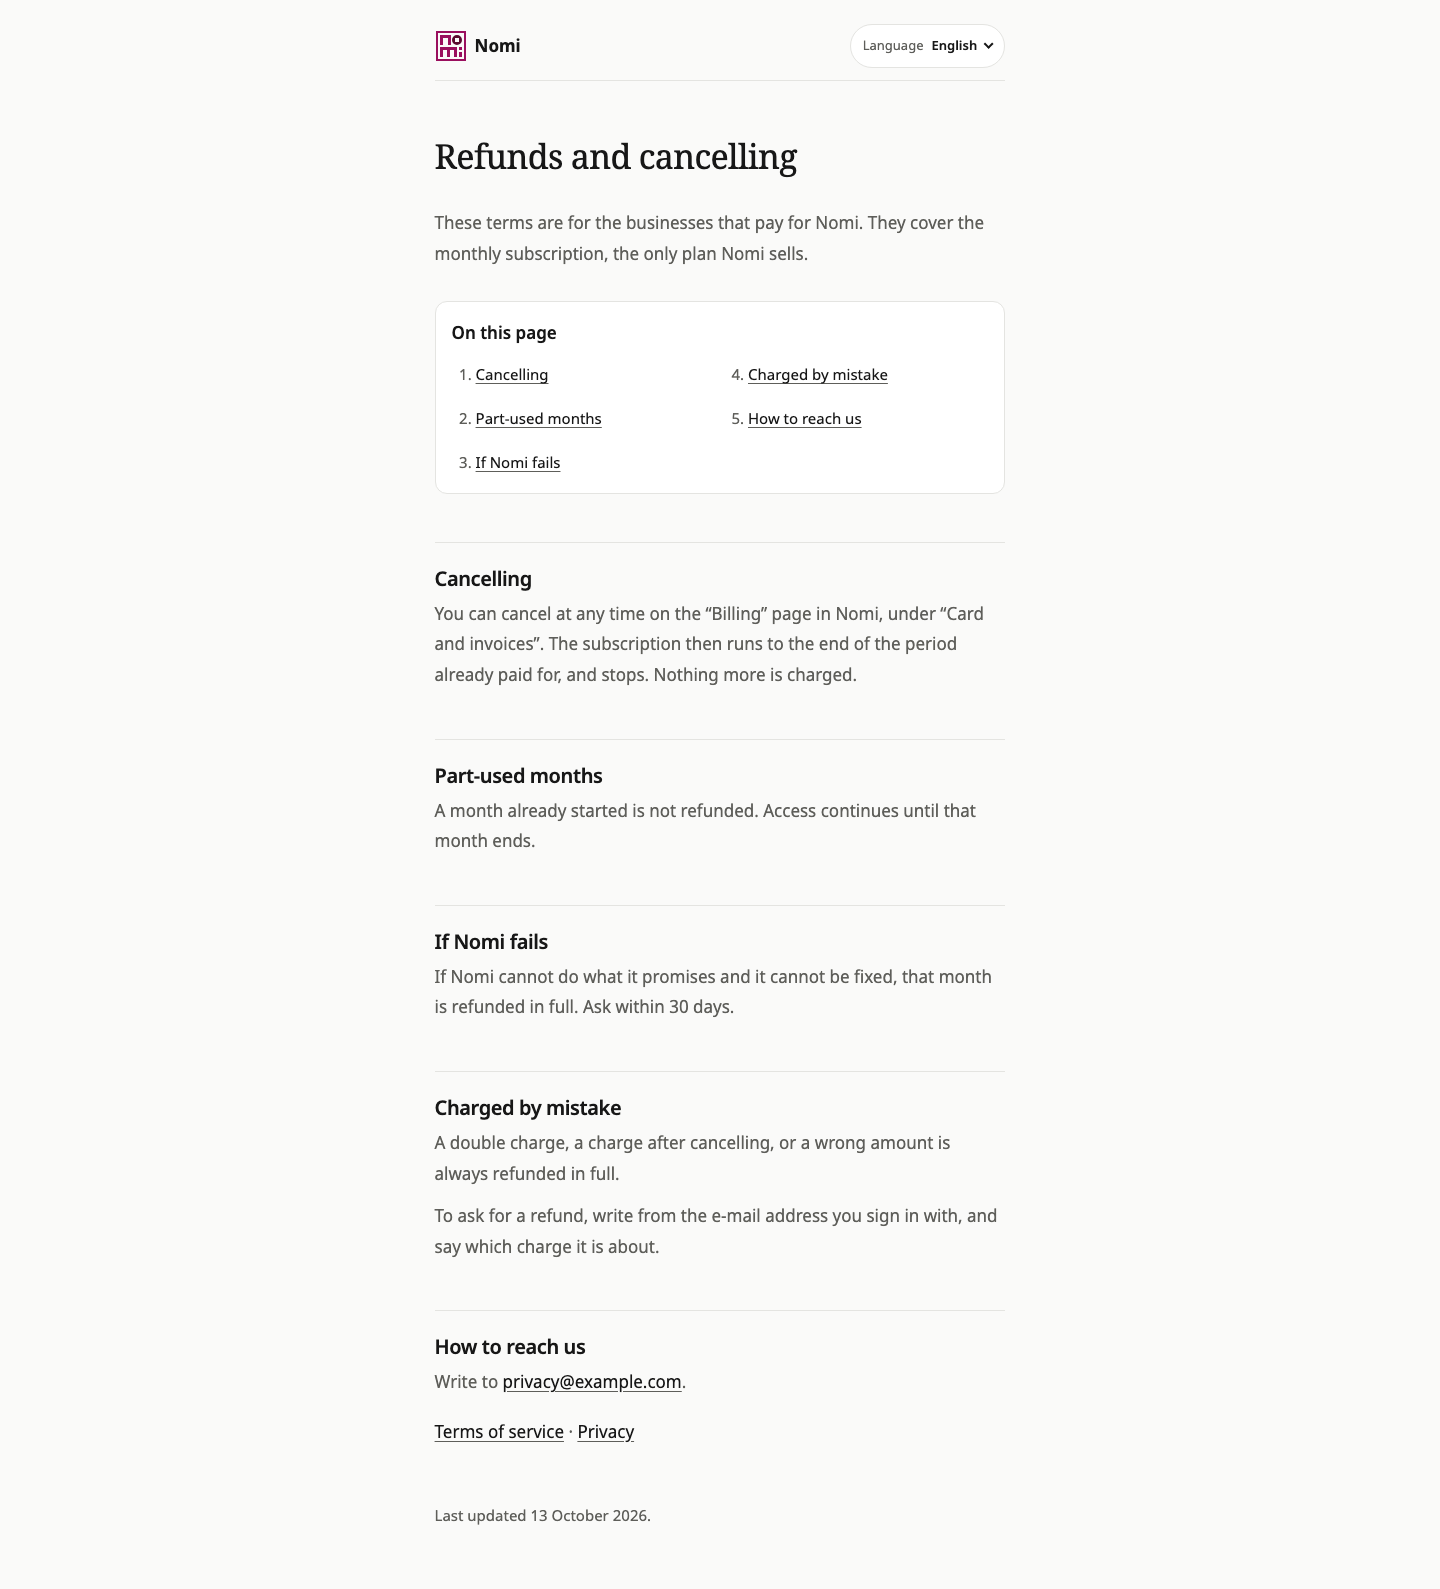 nomi Nomi
Language English
Refunds and cancelling
These terms are for the businesses that pay for Nomi. They cover the
monthly subscription, the only plan Nomi sells.
On this page
1. Cancelling
2. Part-used months
3. If Nomi fails
4. Charged by mistake
5. How to reach us
Cancelling
You can cancel at any time on the “Billing” page in Nomi, under “Card
and invoices”. The subscription then runs to the end of the period
already paid for, and stops. Nothing more is charged.
Part-used months
A month already started is not refunded. Access continues until that
month ends.
If Nomi fails
If Nomi cannot do what it promises and it cannot be fixed, that month
is refunded in full. Ask within 30 days.
Charged by mistake
A double charge, a charge after cancelling, or a wrong amount is
always refunded in full.
To ask for a refund, write from the e-mail address you sign in with, and
say which charge it is about.
How to reach us
Write to privacy@example.com.
Terms of service · Privacy
Last updated 13 October 2026.